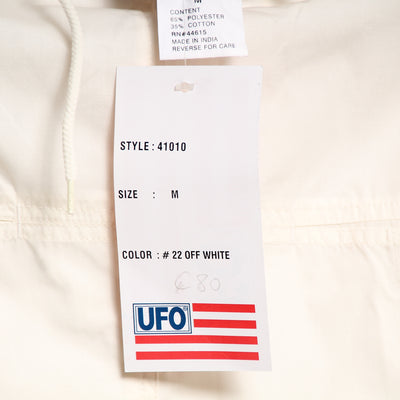 M
CONTENT
65% POLYESTER
35% COTTON
RN#44615
MADE IN INDIA
REVERSE FOR CARE
STYLE : 41010
SIZE : M
COLOR : # 22 OFF WHITE
€80
UFO